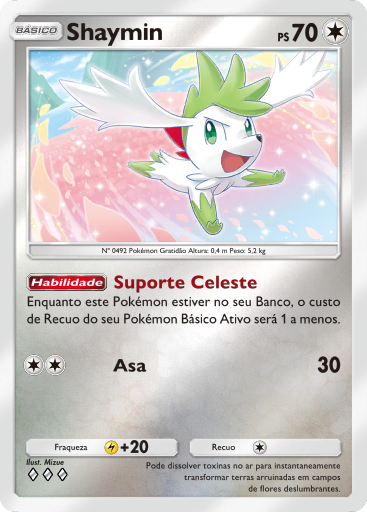 BÁSICO Shaymin PS 70
Nº 0492 Pokémon Gratidão Altura: 0,4 m Peso: 5,2 kg
Habilidade Suporte Celeste
Enquanto este Pokémon estiver no seu Banco, o custo
de Recuo do seu Pokémon Básico Ativo será 1 a menos.
Asa 30
Fraqueza +20 Recuo
Ilust. Mizue
Pode dissolver toxinas no ar para instantaneamente
transformar terras arruinadas em campos
de flores deslumbrantes.